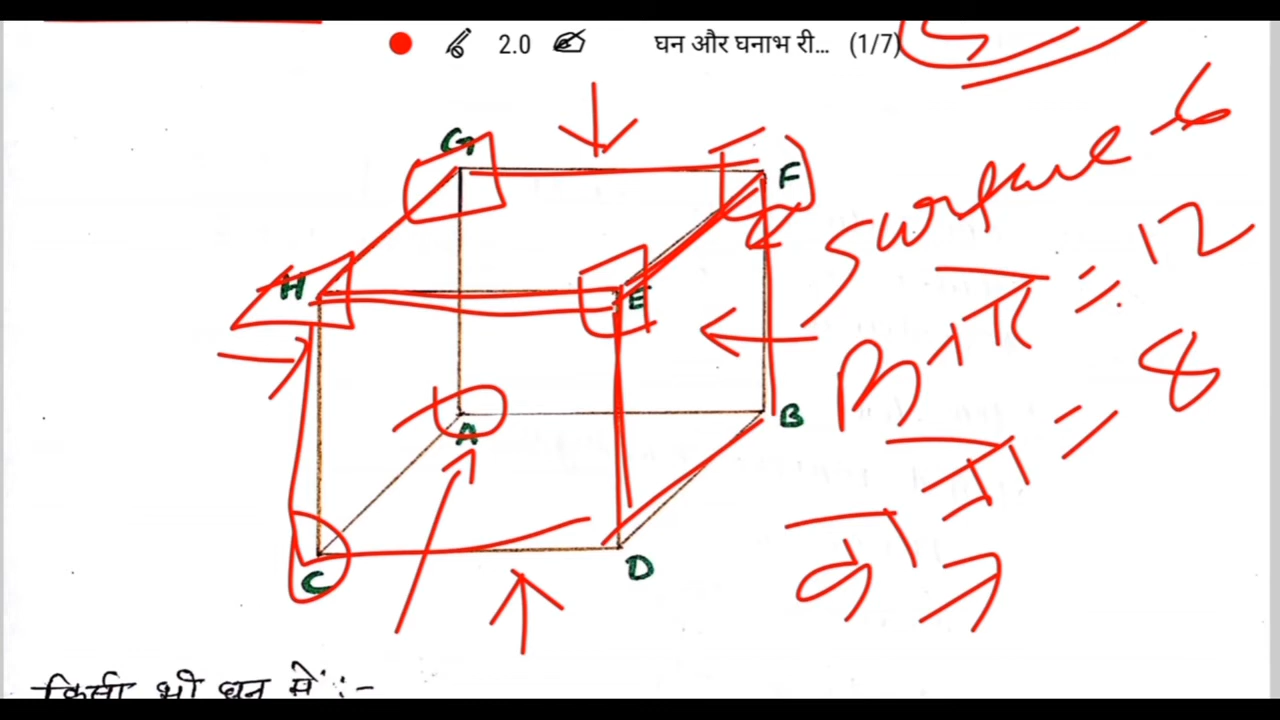 2.0 घन और घनाभ री... (1/7)
G
F
H
E
A
B
C
D
surface - 6
= 12
= 8
किसी भी घन में :-